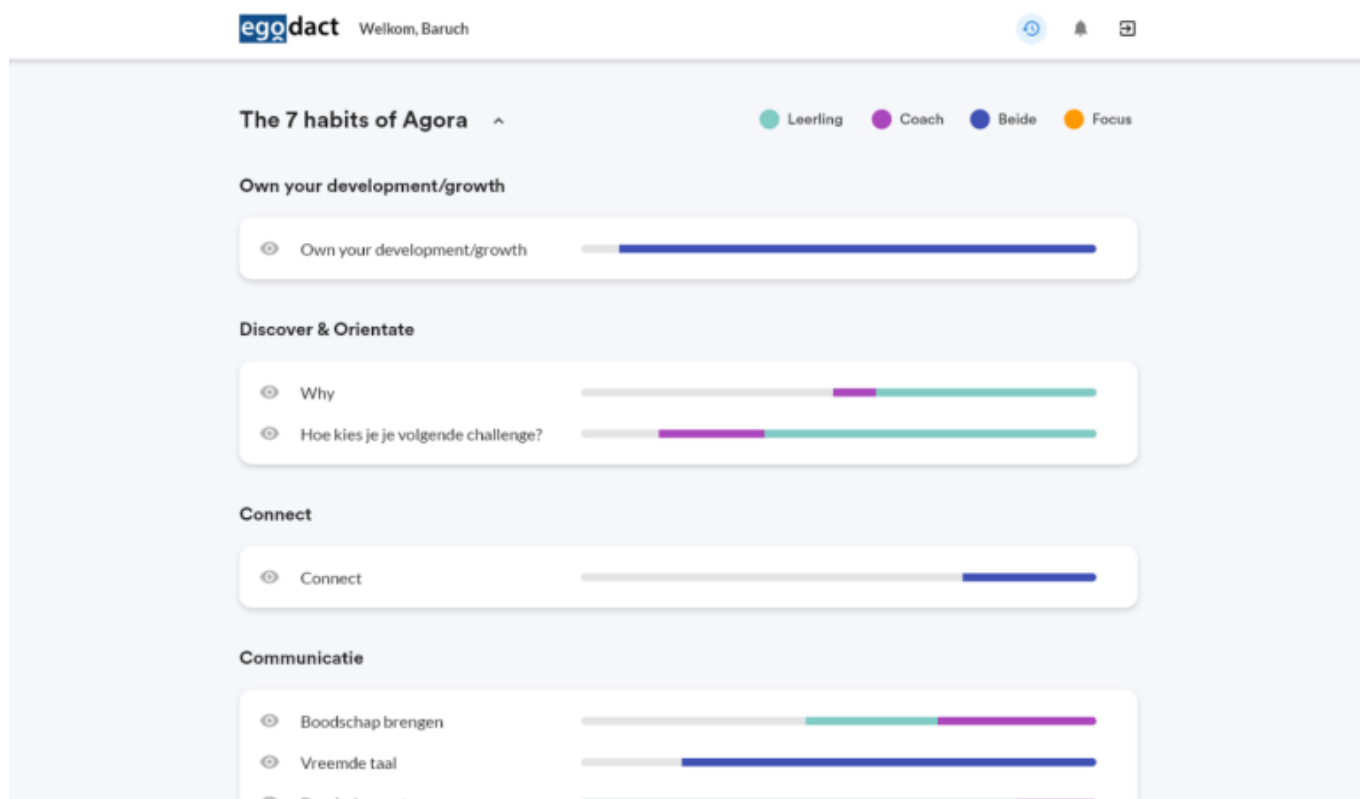 egodact Welkom, Baruch
The 7 habits of Agora Leerling Coach Beide Focus
Own your development/growth
Own your development/growth
Discover & Orientate
Why
Hoe kies je je volgende challenge?
Connect
Connect
Communicatie
Boodschap brengen
Vreemde taal